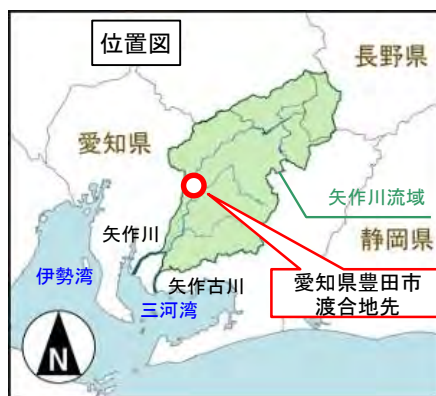 位置図
長野県
愛知県
矢作川流域
矢作川
静岡県
伊勢湾
矢作古川
愛知県豊田市
渡合地先
三河湾
N